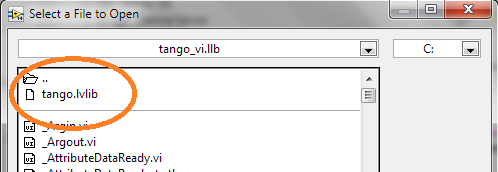 Select a File to Open
tango_vi.llb
C:
..
tango.lvlib
_Argin.vi
_Argout.vi
_AttributeDataReady.vi